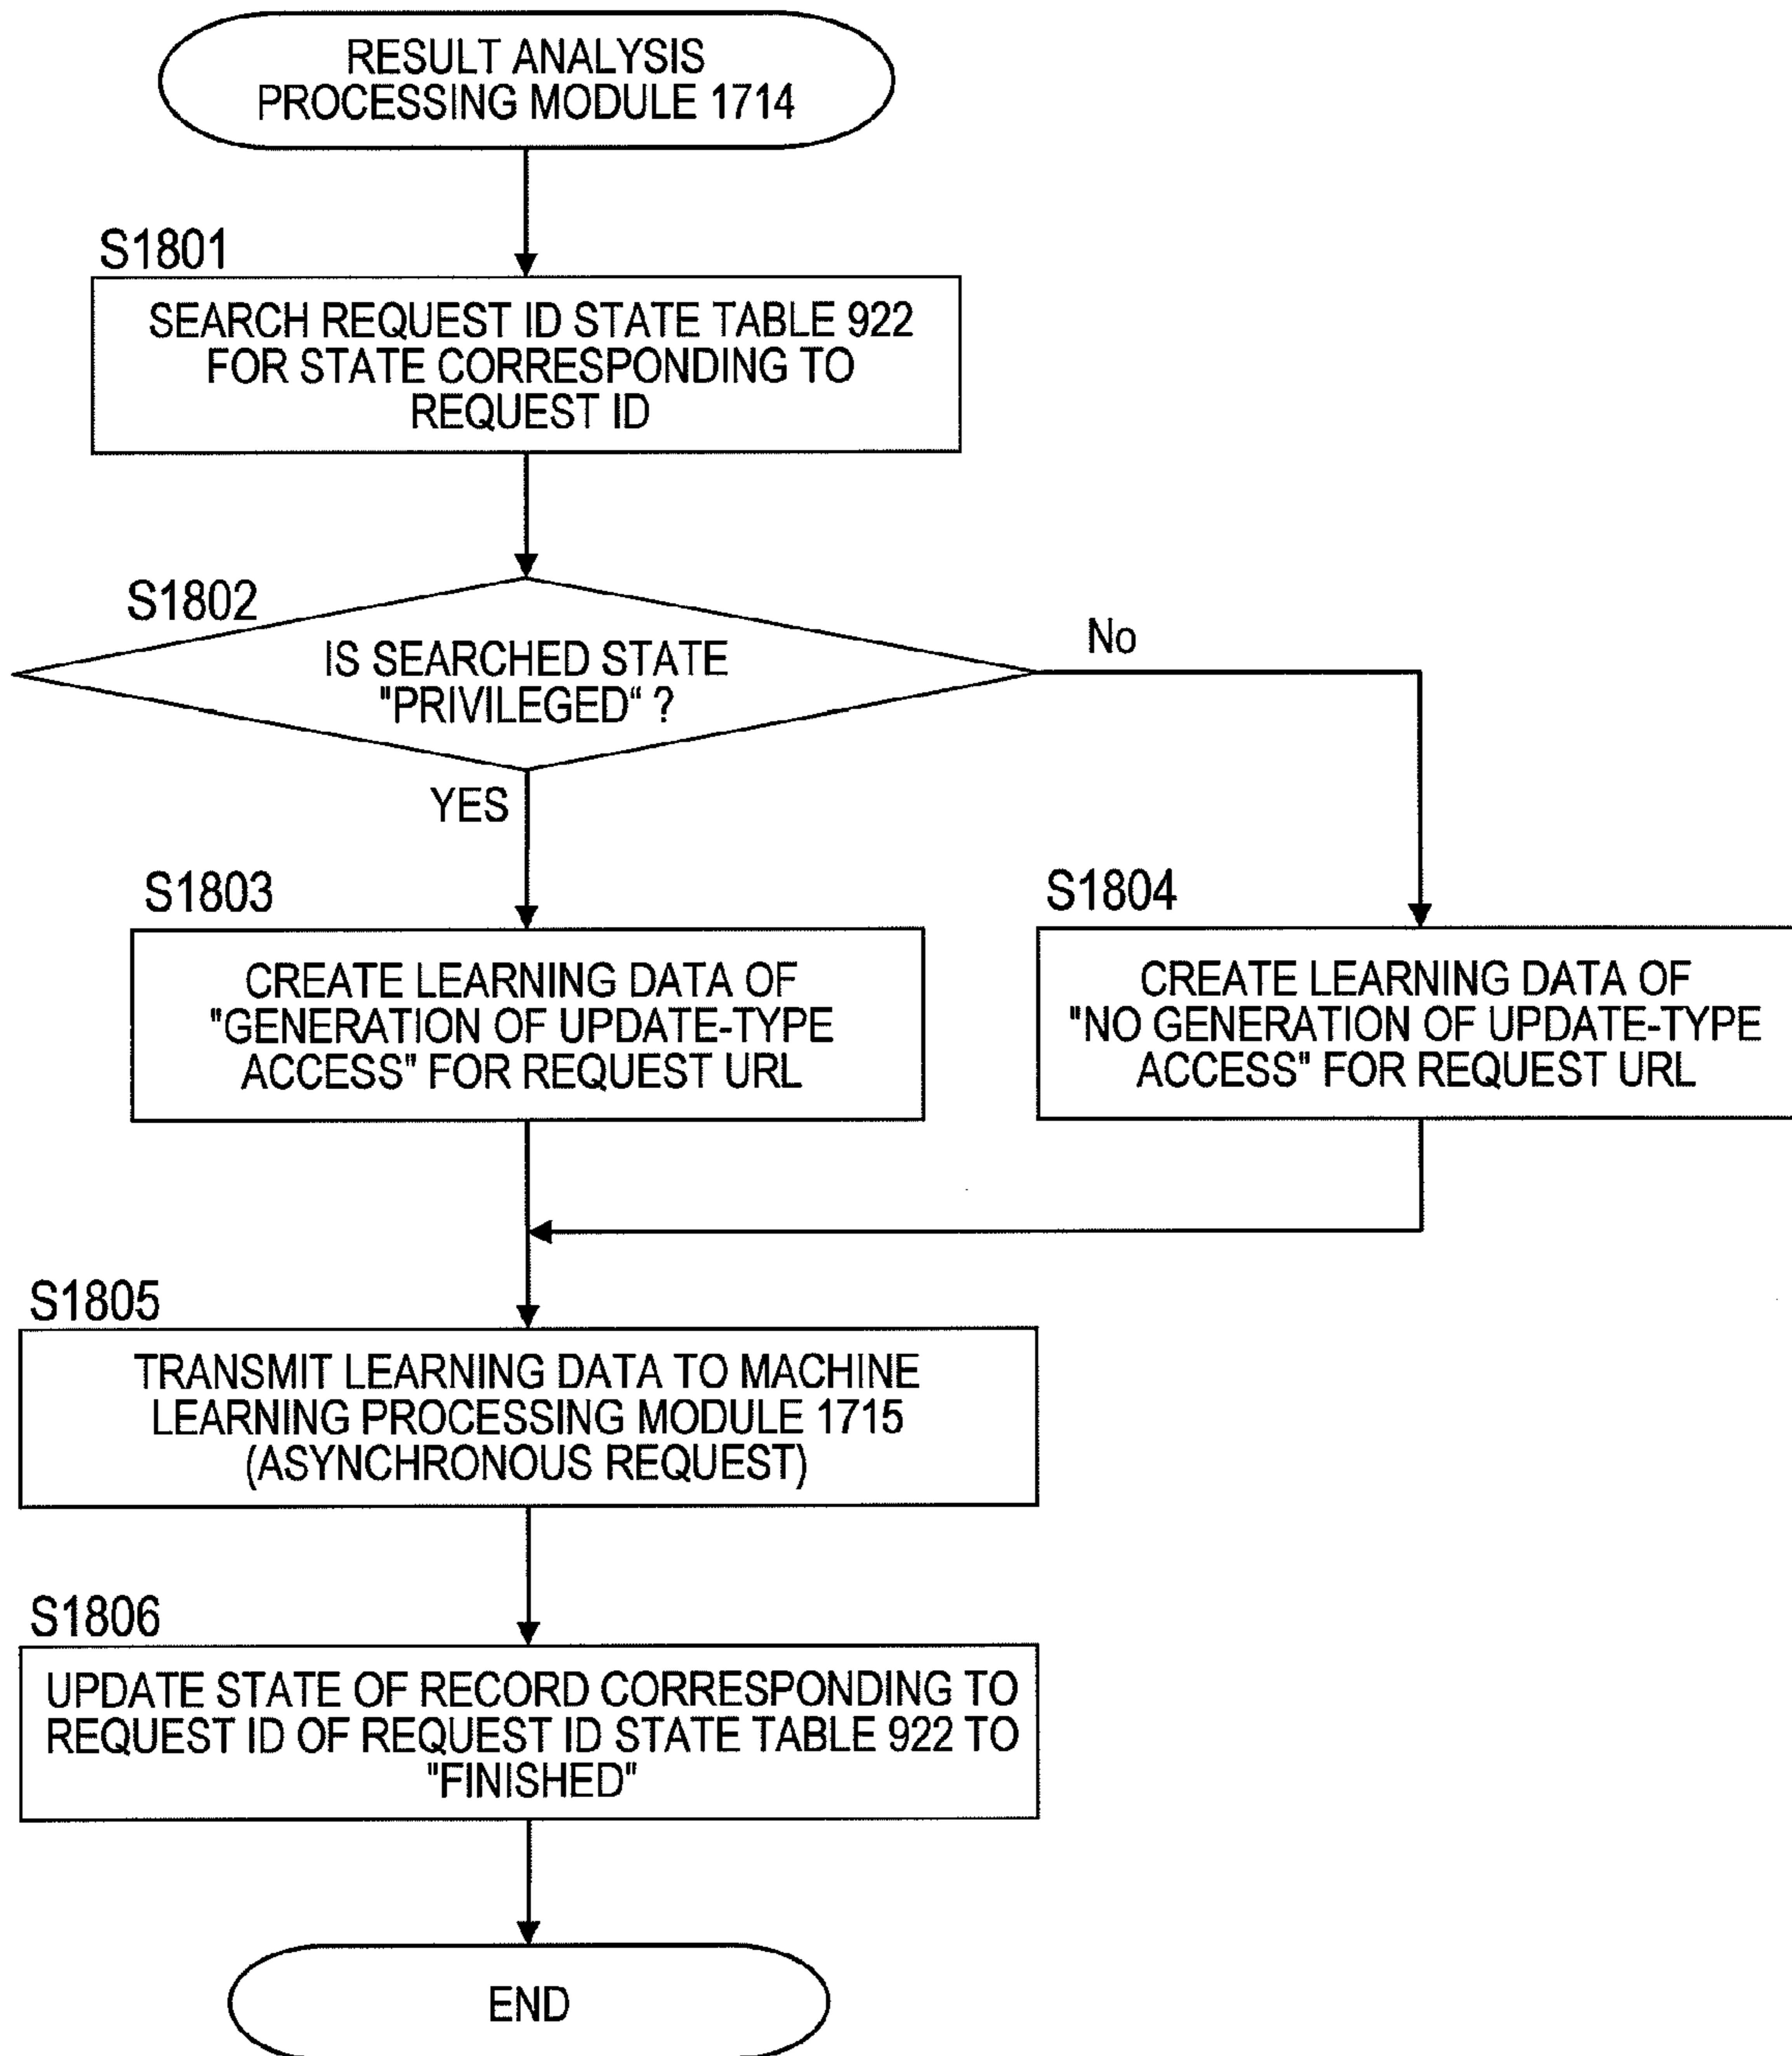 RESULT ANALYSIS
PROCESSING MODULE 1714
S1801
SEARCH REQUEST ID STATE TABLE 922
FOR STATE CORRESPONDING TO
REQUEST ID
S1802
IS SEARCHED STATE
"PRIVILEGED" ?
No
YES
S1803
CREATE LEARNING DATA OF
"GENERATION OF UPDATE-TYPE
ACCESS" FOR REQUEST URL
S1804
CREATE LEARNING DATA OF
"NO GENERATION OF UPDATE-TYPE
ACCESS" FOR REQUEST URL
S1805
TRANSMIT LEARNING DATA TO MACHINE
LEARNING PROCESSING MODULE 1715
(ASYNCHRONOUS REQUEST)
S1806
UPDATE STATE OF RECORD CORRESPONDING TO
REQUEST ID OF REQUEST ID STATE TABLE 922 TO
"FINISHED"
END